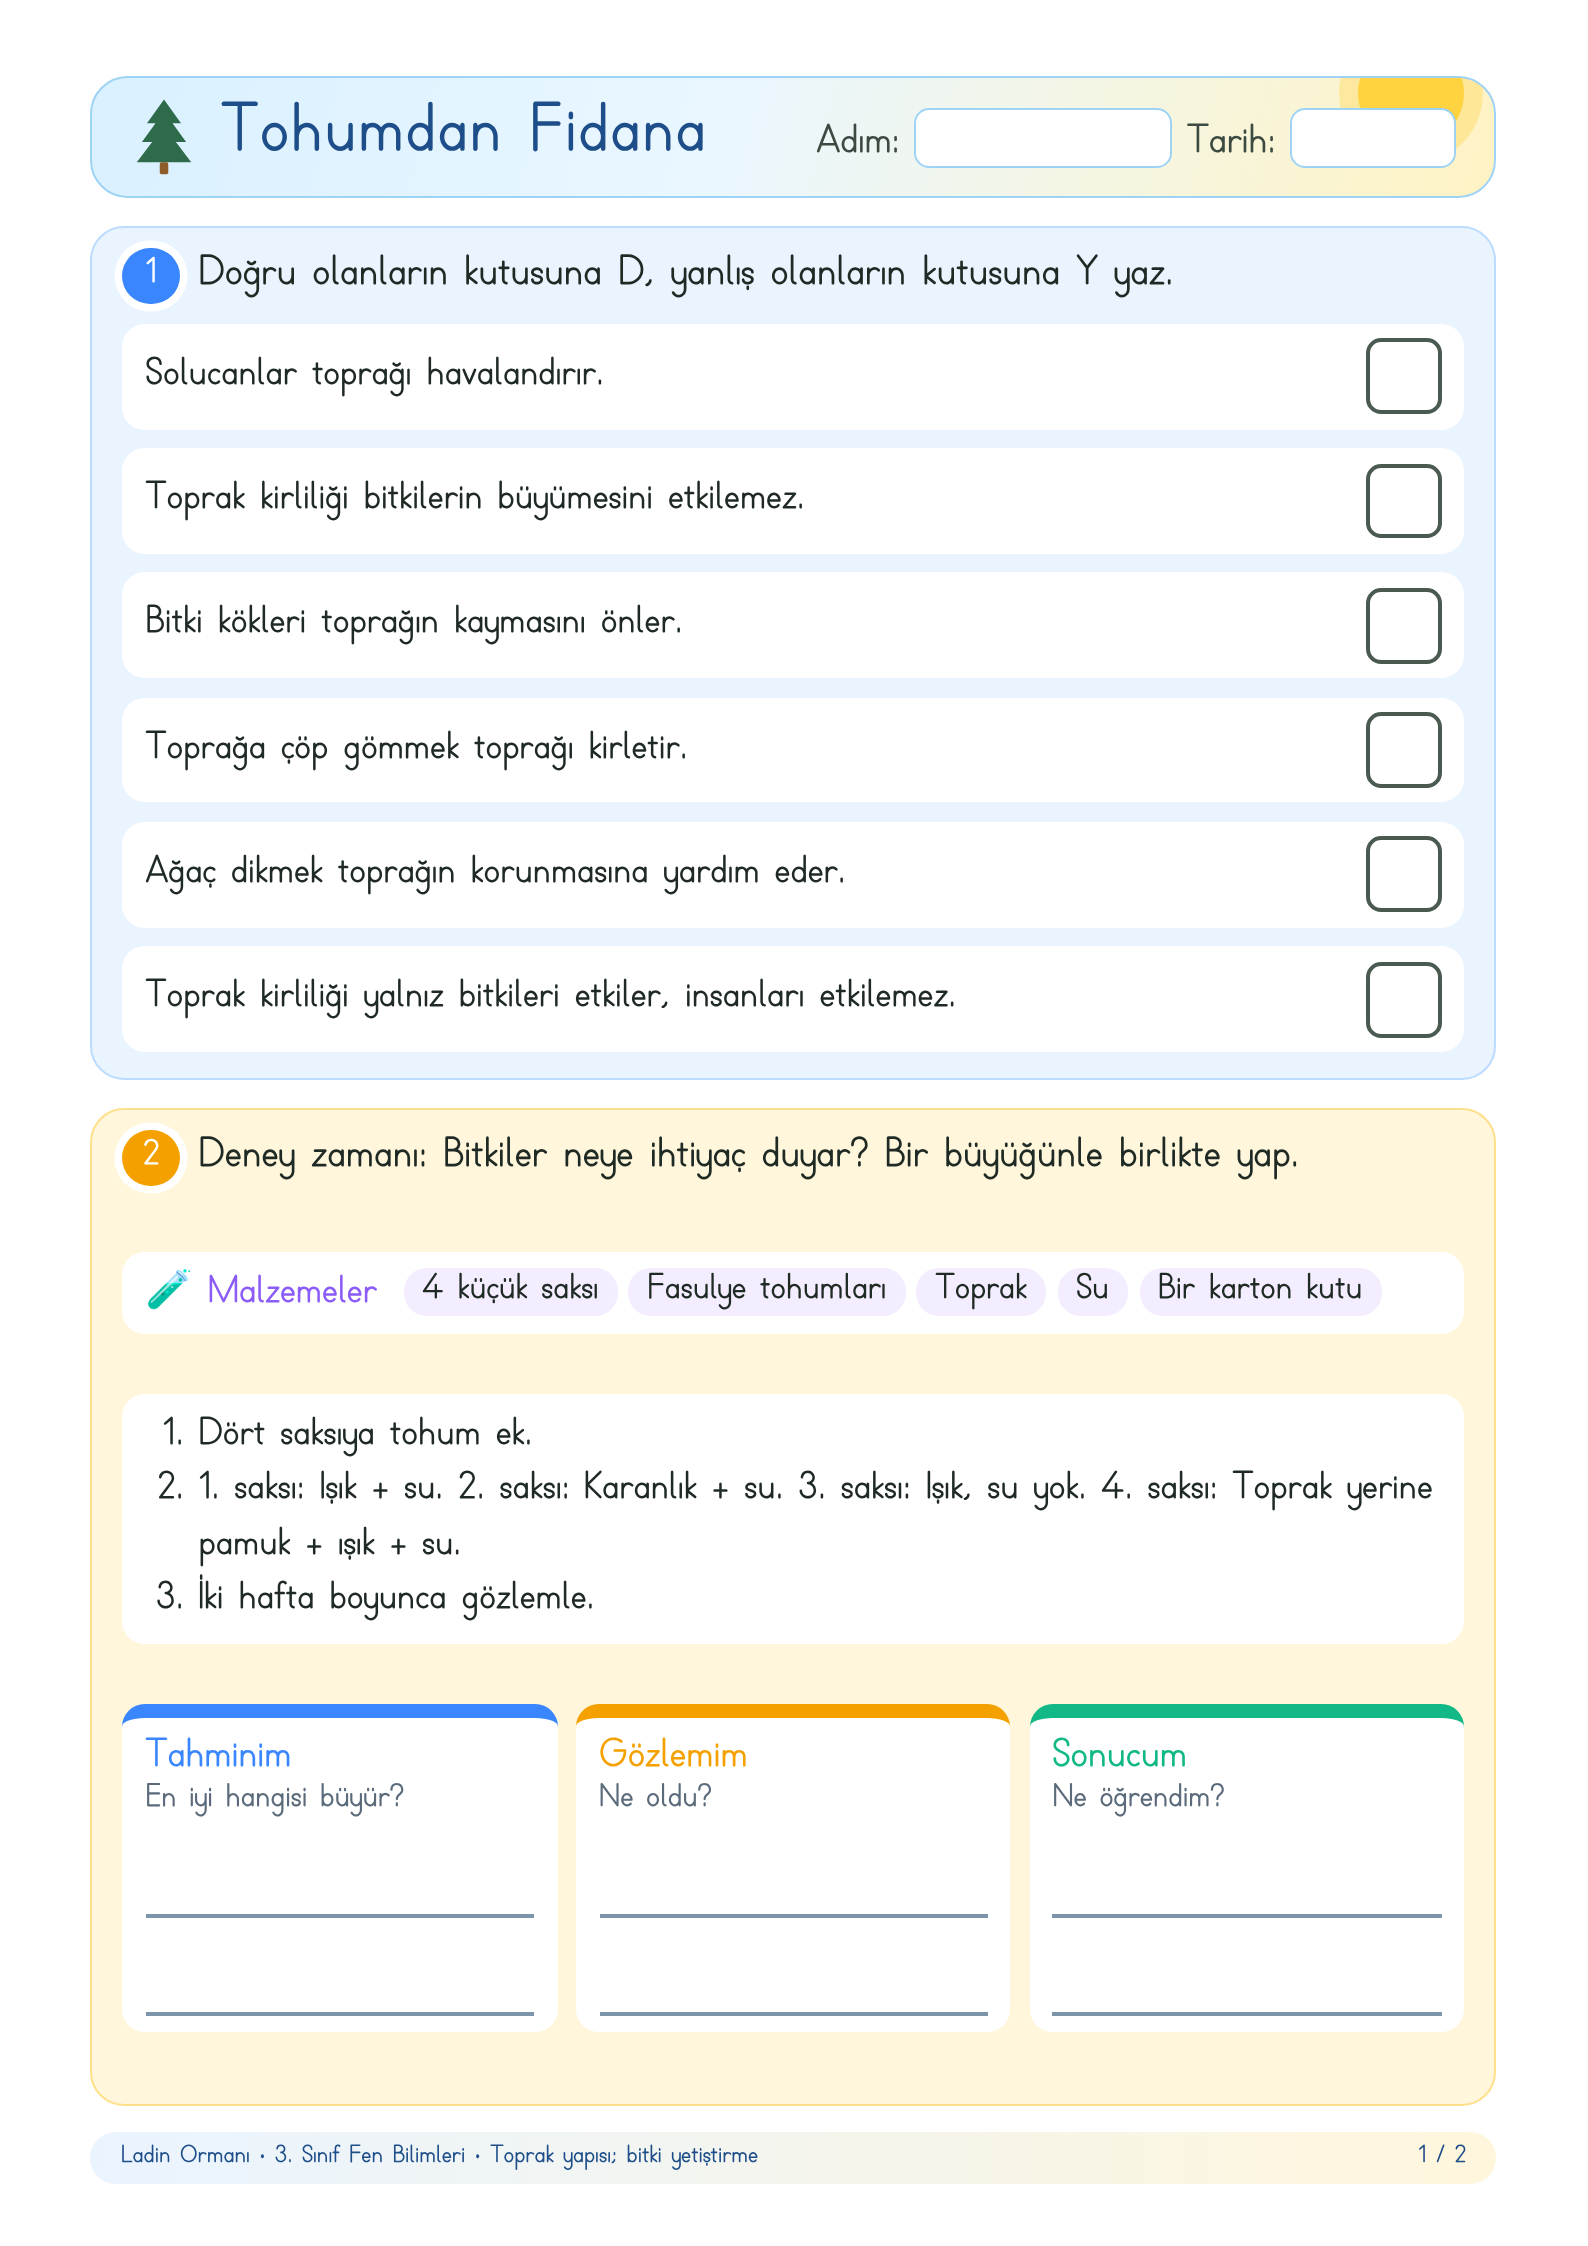 Tohumdan Fidana
Adım:
Tarih:
1 Doğru olanların kutusuna D, yanlış olanların kutusuna Y yaz.
Solucanlar toprağı havalandırır.
Toprak kirliliği bitkilerin büyümesini etkilemez.
Bitki kökleri toprağın kaymasını önler.
Toprağa çöp gömmek toprağı kirletir.
Ağaç dikmek toprağın korunmasına yardım eder.
Toprak kirliliği yalnız bitkileri etkiler, insanları etkilemez.
2 Deney zamanı: Bitkiler neye ihtiyaç duyar? Bir büyüğünle birlikte yap.
Malzemeler 4 küçük saksı Fasulye tohumları Toprak Su Bir karton kutu
1. Dört saksıya tohum ek.
2. 1. saksı: Işık + su. 2. saksı: Karanlık + su. 3. saksı: Işık, su yok. 4. saksı: Toprak yerine
pamuk + ışık + su.
3. İki hafta boyunca gözlemle.
Tahminim
En iyi hangisi büyür?
Gözlemim
Ne oldu?
Sonucum
Ne öğrendim?
Ladin Ormanı • 3. Sınıf Fen Bilimleri • Toprak yapısı; bitki yetiştirme
1 / 2